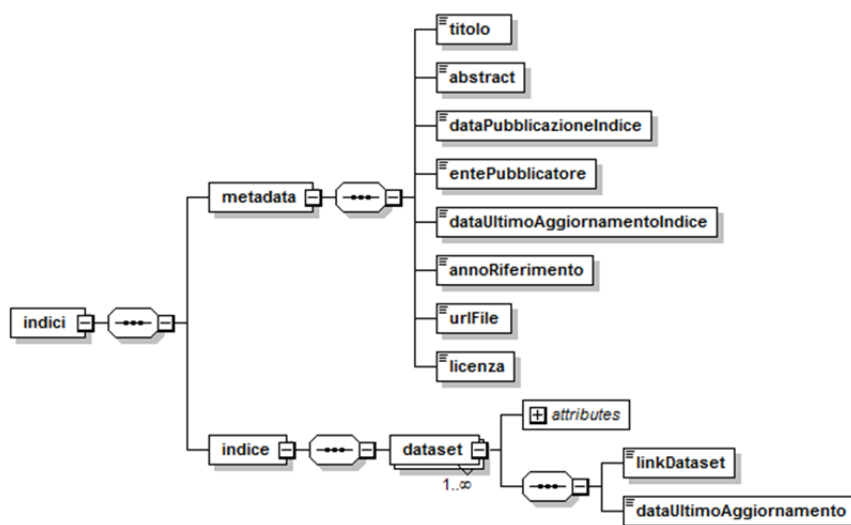 titolo
abstract
dataPubblicazioneIndice
entePubblicatore
metadata
dataUltimoAggiornamentoIndice
annoRiferimento
indici
urlFile
licenza
attributes
indice
dataset
1..∞
linkDataset
dataUltimoAggiornamento